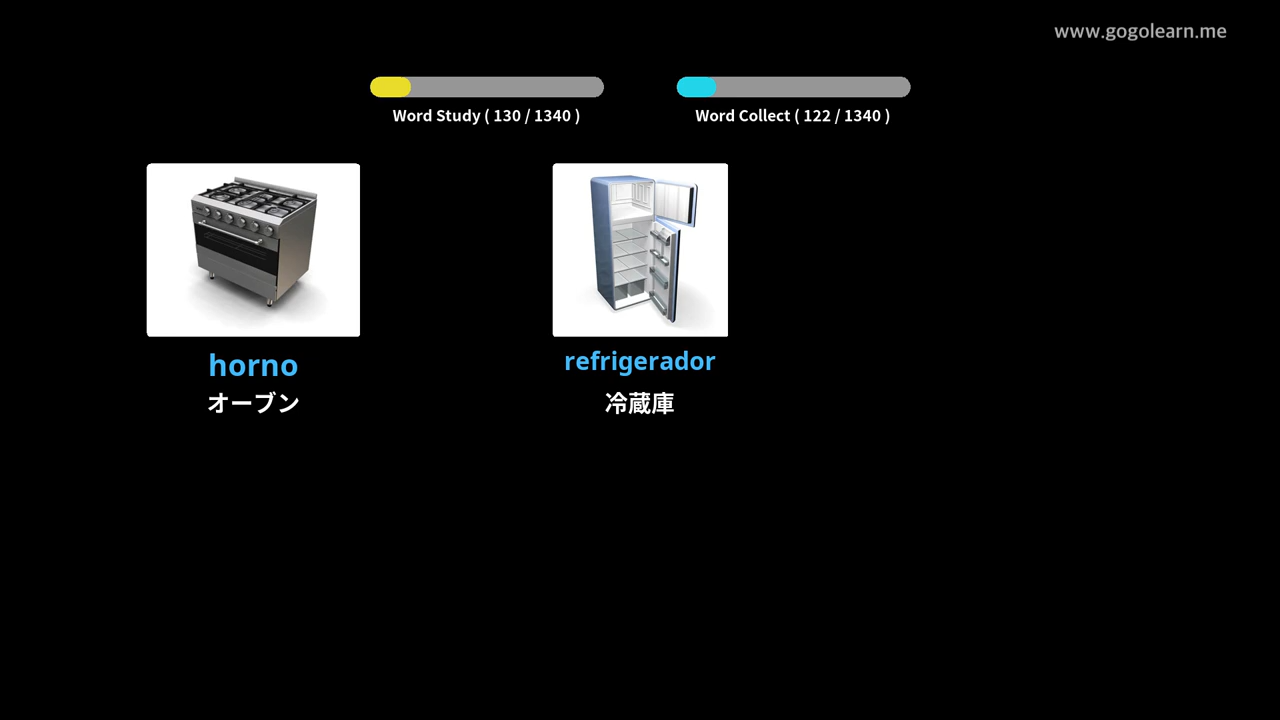 www.gogolearn.me
Word Study ( 130 / 1340 )
Word Collect ( 122 / 1340 )
horno
オーブン
refrigerador
冷蔵庫